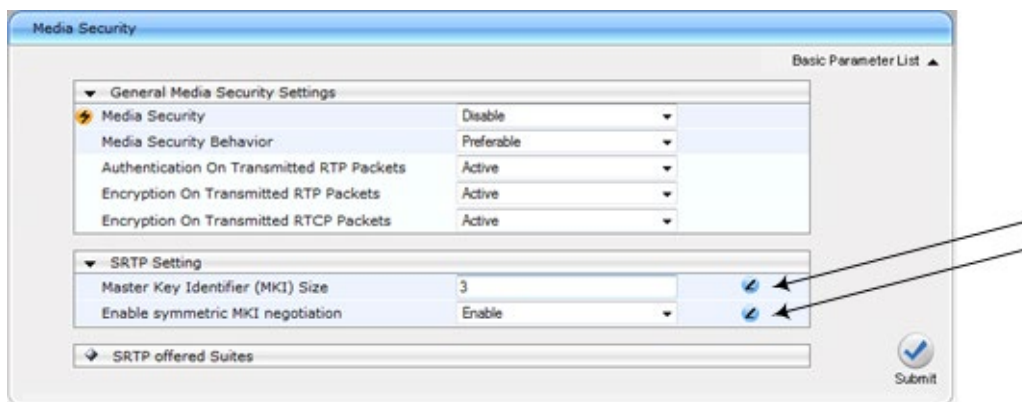 Media Security
Basic Parameter List
General Media Security Settings
Media Security Disable
Media Security Behavior Preferable
Authentication On Transmitted RTP Packets Active
Encryption On Transmitted RTP Packets Active
Encryption On Transmitted RTCP Packets Active
SRTP Setting
Master Key Identifier (MKI) Size 3
Enable symmetric MKI negotiation Enable
SRTP offered Suites
Submit